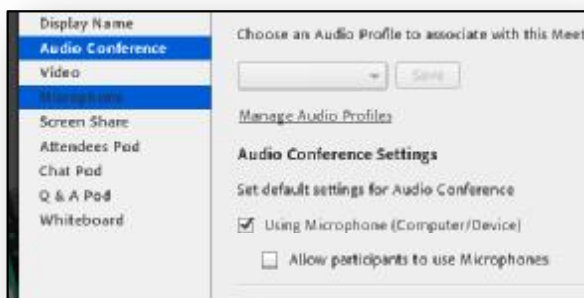 Display Name
Audio Conference
Video
Microphone
Screen Share
Attendees Pod
Chat Pod
Q & A Pod
Whiteboard
Choose an Audio Profile to associate with this Meet
Save
Manage Audio Profiles
Audio Conference Settings
Set default settings for Audio Conference
Using Microphone (Computer/Device)
Allow participants to use Microphones